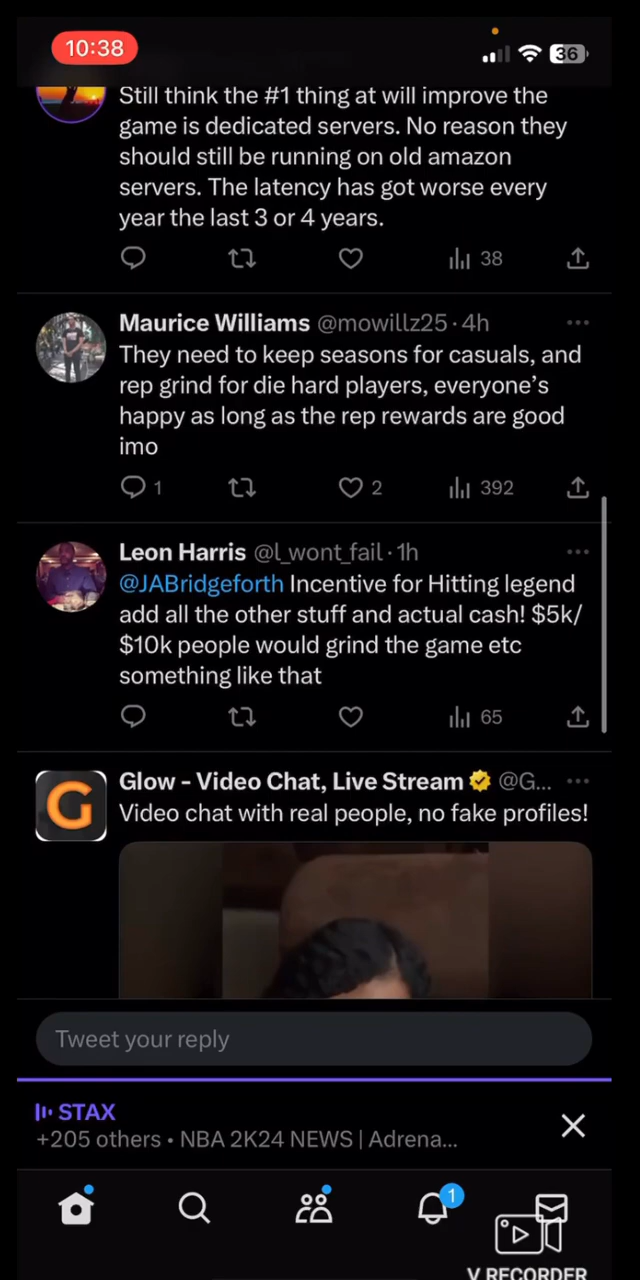 10:38
36
Still think the #1 thing at will improve the
game is dedicated servers. No reason they
should still be running on old amazon
servers. The latency has got worse every
year the last 3 or 4 years.
38
Maurice Williams @mowillz25 · 4h
They need to keep seasons for casuals, and
rep grind for die hard players, everyone’s
happy as long as the rep rewards are good
imo
1 2 392
Leon Harris @l_wont_fail · 1h
@JABridgeforth Incentive for Hitting legend
add all the other stuff and actual cash! $5k/
$10k people would grind the game etc
something like that
65
G
Glow - Video Chat, Live Stream @G...
Video chat with real people, no fake profiles!
Tweet your reply
STAX
+205 others • NBA 2K24 NEWS | Adrena...
1
V RECORDER